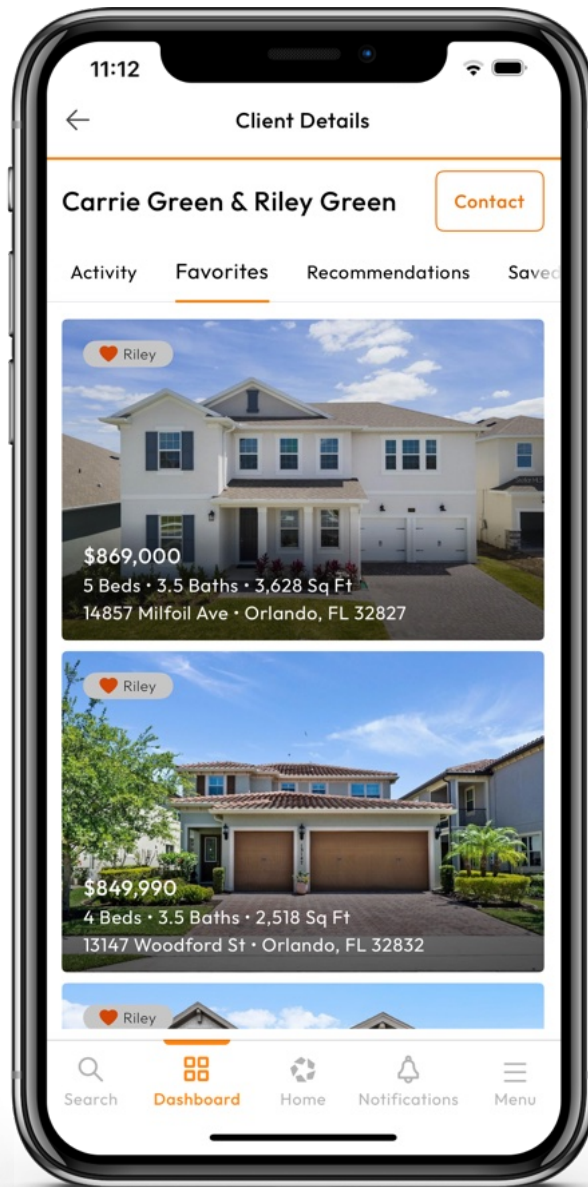 11:12
Client Details
Carrie Green & Riley Green
Contact
Activity Favorites Recommendations Saved
Riley
$869,000
5 Beds • 3.5 Baths • 3,628 Sq Ft
14857 Milfoil Ave • Orlando, FL 32827
Riley
$849,990
4 Beds • 3.5 Baths • 2,518 Sq Ft
13147 Woodford St • Orlando, FL 32832
Riley
Search Dashboard Home Notifications Menu